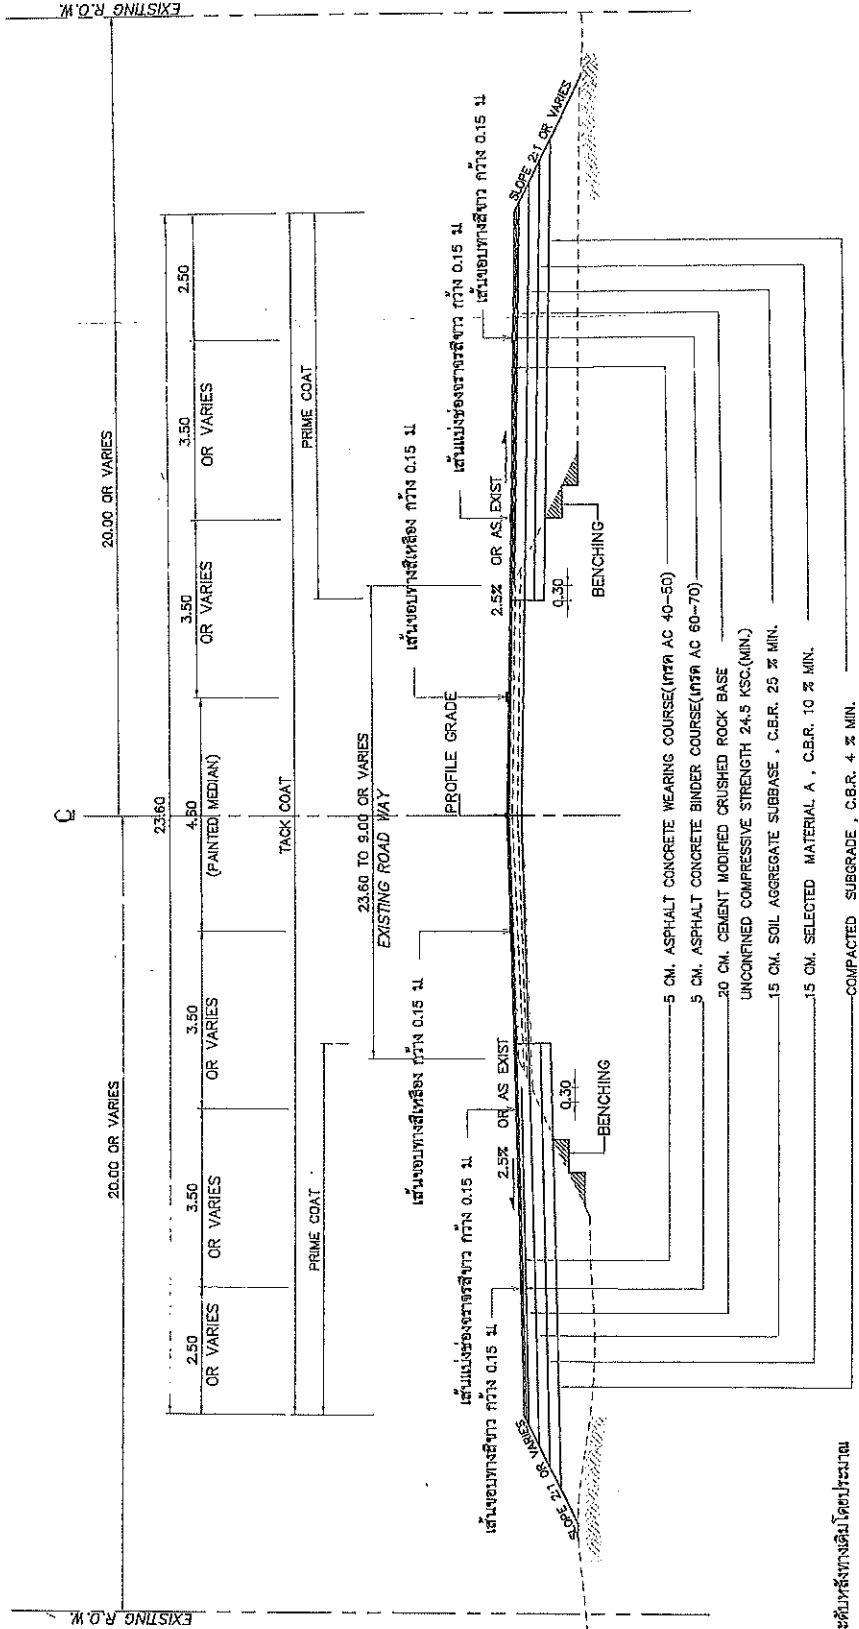 EXISTING R.O.W.
EXISTING R.O.W.
20.00 OR VARIES
20.00 OR VARIES
23.60
2.50
OR VARIES
3.50
OR VARIES
3.50
OR VARIES
4.60
(PAINTED MEDIAN)
3.50
OR VARIES
3.50
OR VARIES
2.50
TACK COAT
PRIME COAT
PRIME COAT
23.60 TO 9.00 OR VARIES
EXISTING ROAD WAY
เส้นขอบทางสีเหลือง กว้าง 0.15 ม
เส้นขอบทางสีเหลือง กว้าง 0.15 ม
PROFILE GRADE
เส้นแบ่งช่องจราจรสีขาว กว้าง 0.15 ม
เส้นขอบทางสีขาว กว้าง 0.15 ม
เส้นแบ่งช่องจราจรสีขาว กว้าง 0.15 ม
เส้นขอบทางสีขาว กว้าง 0.15 ม
2.5% OR AS EXIST
2.5% OR AS EXIST
SLOPE 2:1 OR VARIES
SLOPE 2:1 OR VARIES
0.30
0.30
BENCHING
BENCHING
5 CM. ASPHALT CONCRETE WEARING COURSE(เกรด AC 40-50)
5 CM. ASPHALT CONCRETE BINDER COURSE(เกรด AC 60-70)
20 CM. CEMENT MODIFIED CRUSHED ROCK BASE
UNCONFINED COMPRESSIVE STRENGTH 24.5 KSC.(MIN.)
15 CM. SOIL AGGREGATE SUBBASE , C.B.R. 25 % MIN.
15 CM. SELECTED MATERIAL A , C.B.R. 10 % MIN.
COMPACTED SUBGRADE , C.B.R. 4 % MIN.
ระดับหลังทางเดิมโดยประมาณ